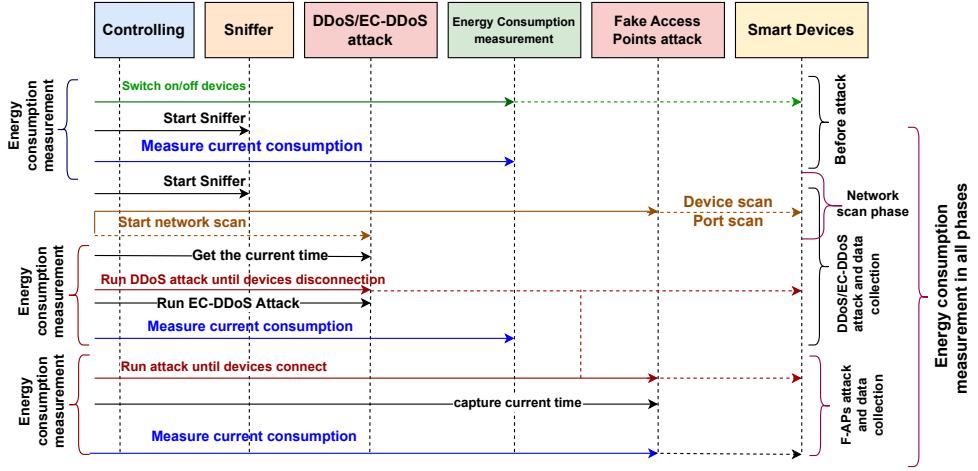 Controlling
Sniffer
DDoS/EC-DDoS
attack
Energy Consumption
measurement
Fake Access
Points attack
Smart Devices
Energy
consumption
measurement
Switch on/off devices
Start Sniffer
Measure current consumption
Before attack
Start Sniffer
Start network scan
Device scan
Port scan
Network
scan phase
Get the current time
Energy
consumption
measurement
Run DDoS attack until devices disconnection
Run EC-DDoS Attack
Measure current consumption
DDoS/EC-DDoS
attack and data
collection
Energy
consumption
measurement
Run attack until devices connect
capture current time
Measure current consumption
F-APs attack
and data
collection
Energy consumption
measurement in all phases